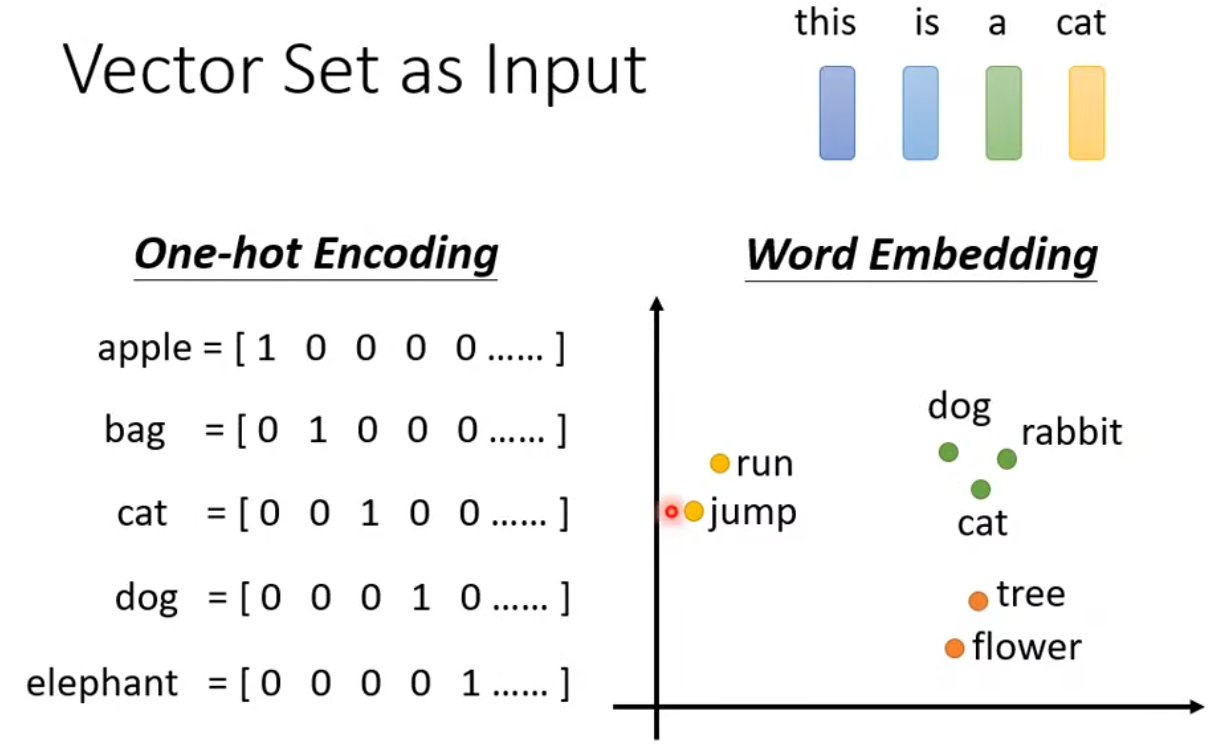 this is a cat
Vector Set as Input
One-hot Encoding
apple = [ 1 0 0 0 0 ...... ]
bag = [ 0 1 0 0 0 ...... ]
cat = [ 0 0 1 0 0 ...... ]
dog = [ 0 0 0 1 0 ...... ]
elephant = [ 0 0 0 0 1 ...... ]
Word Embedding
dog
rabbit
run
jump
cat
tree
flower